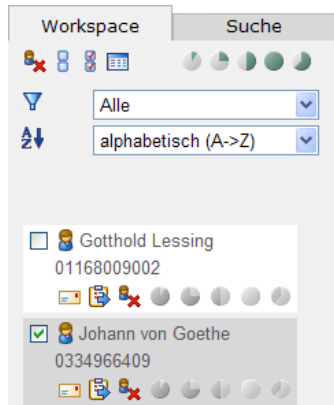 Workspace Suche
Alle
alphabetisch (A->Z)
Gotthold Lessing
01168009002
Johann von Goethe
0334966409